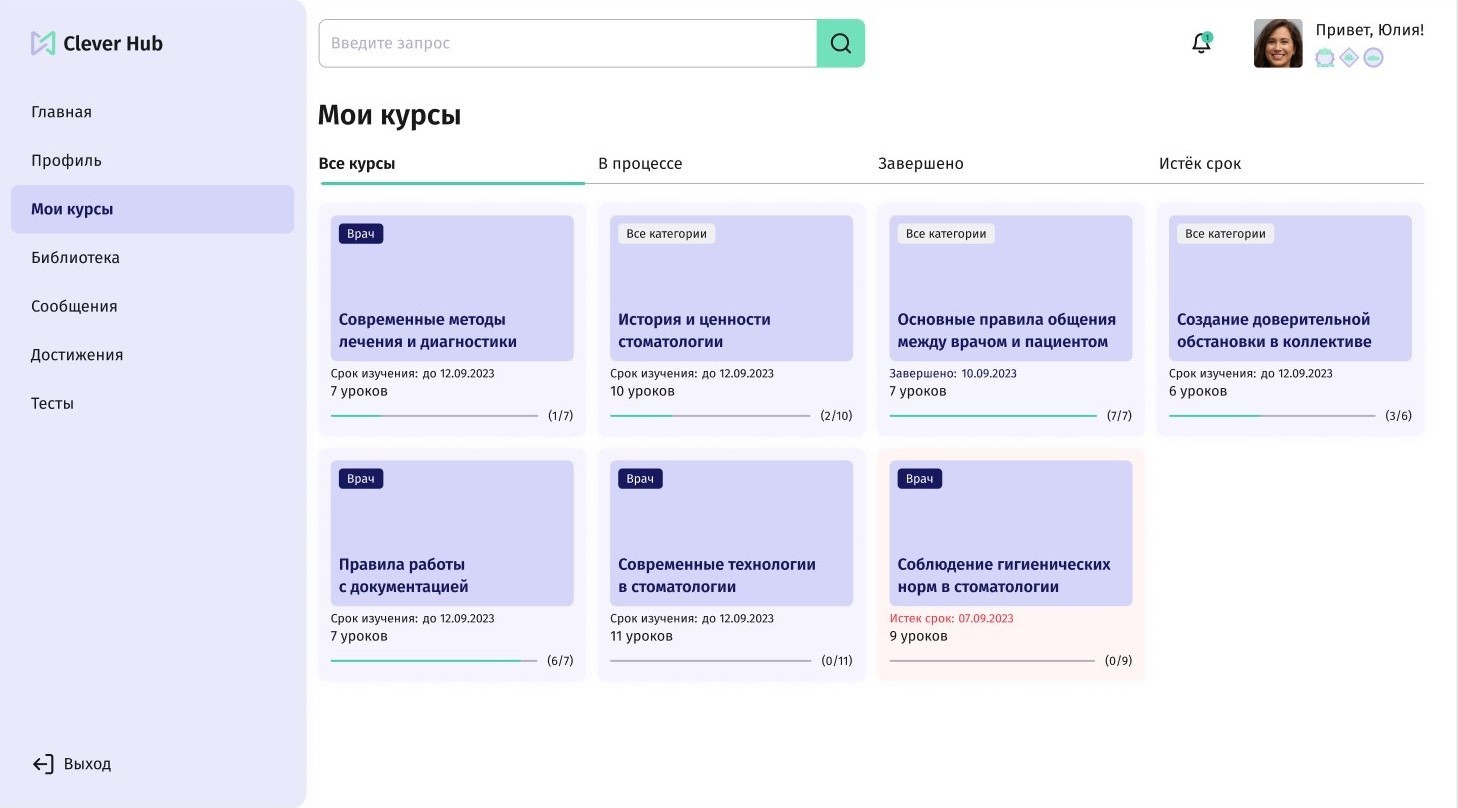 Clever Hub
Главная
Профиль
Мои курсы
Библиотека
Сообщения
Достижения
Тесты
Выход
Введите запрос
1
Привет, Юлия!
Мои курсы
Все курсы
В процессе
Завершено
Истёк срок
Врач
Современные методы
лечения и диагностики
Срок изучения: до 12.09.2023
7 уроков
(1/7)
Все категории
История и ценности
стоматологии
Срок изучения: до 12.09.2023
10 уроков
(2/10)
Все категории
Основные правила общения
между врачом и пациентом
Завершено: 10.09.2023
7 уроков
(7/7)
Все категории
Создание доверительной
обстановки в коллективе
Срок изучения: до 12.09.2023
6 уроков
(3/6)
Врач
Правила работы
с документацией
Срок изучения: до 12.09.2023
7 уроков
(6/7)
Врач
Современные технологии
в стоматологии
Срок изучения: до 12.09.2023
11 уроков
(0/11)
Врач
Соблюдение гигиенических
норм в стоматологии
Истек срок: 07.09.2023
9 уроков
(0/9)